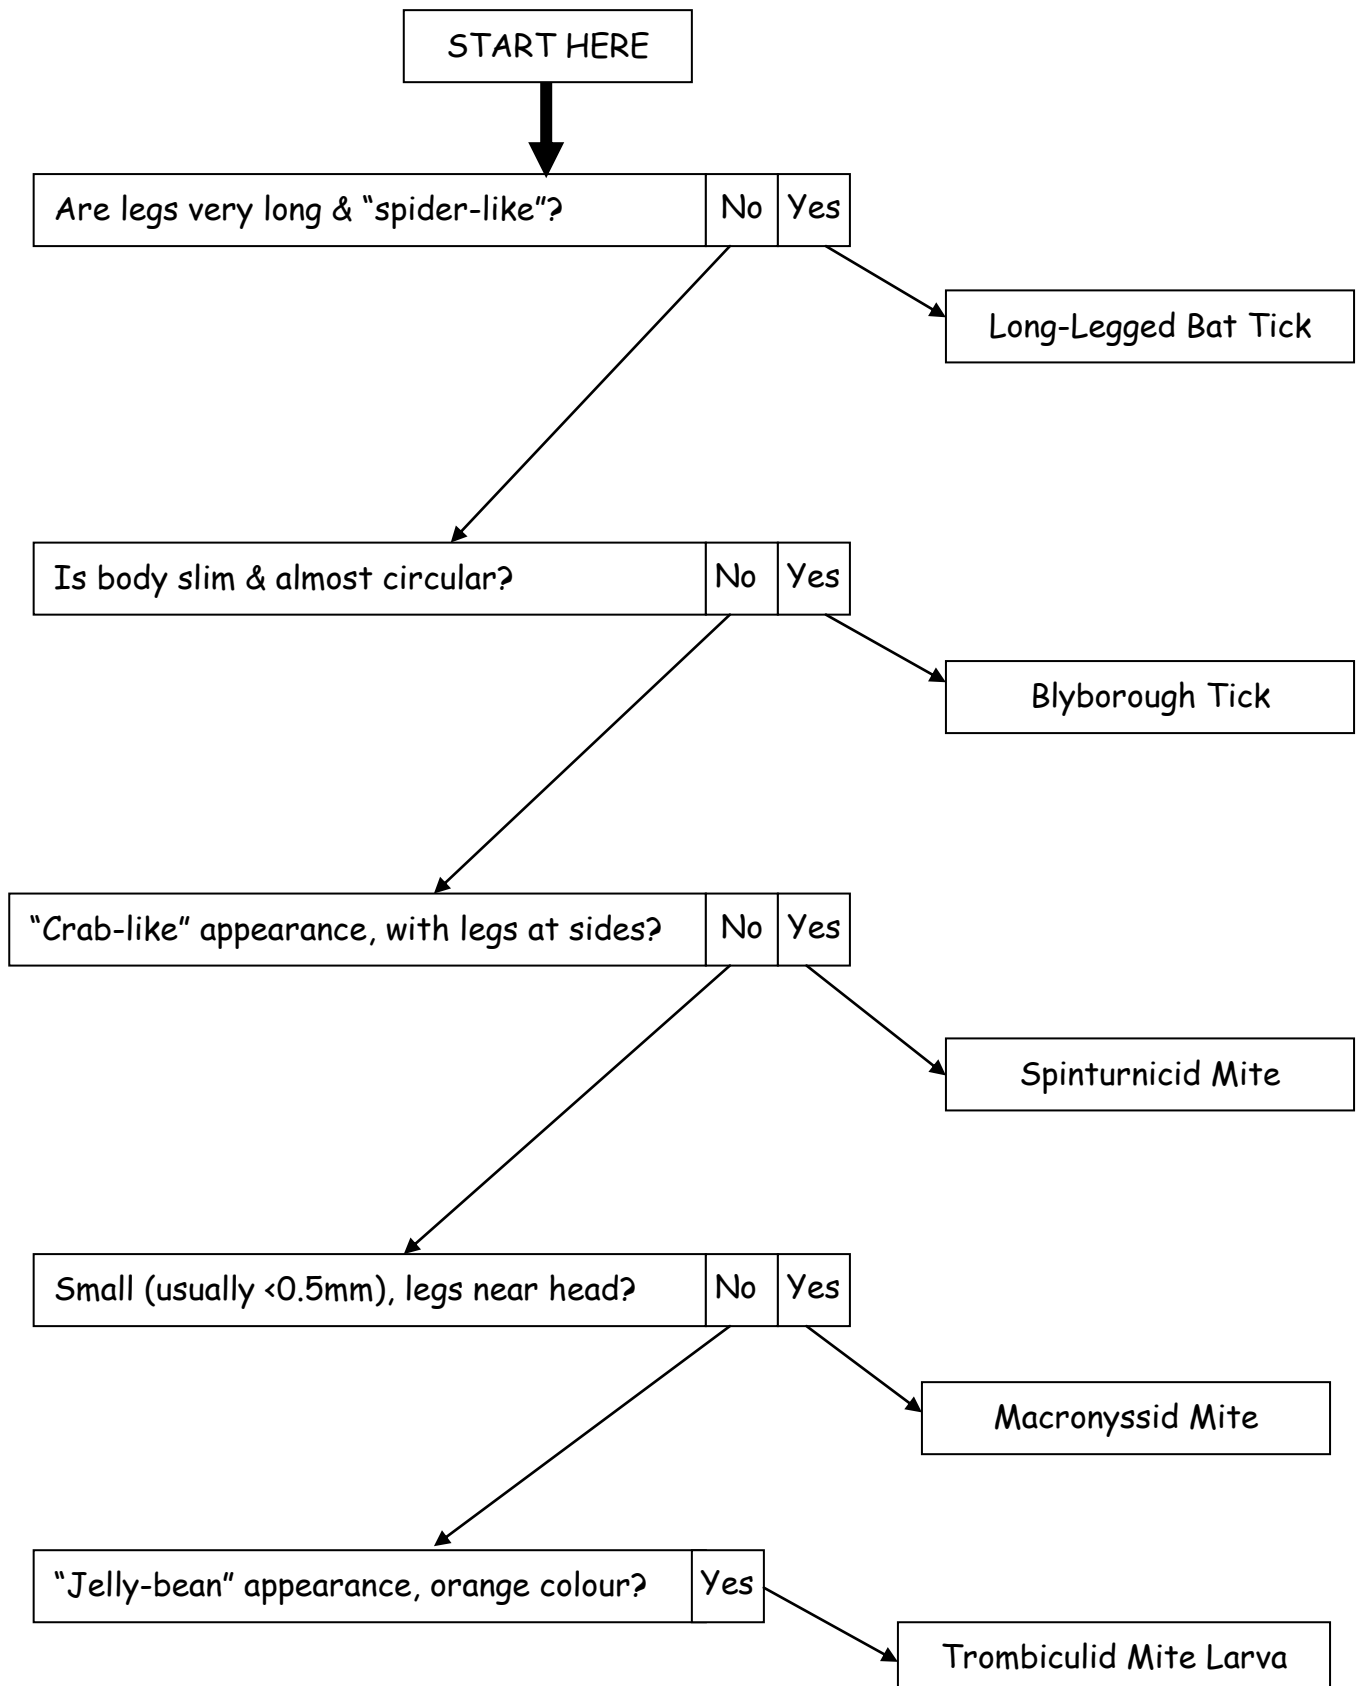 START HERE
Are legs very long & “spider-like”? No Yes
Long-Legged Bat Tick
Is body slim & almost circular? No Yes
Blyborough Tick
“Crab-like” appearance, with legs at sides? No Yes
Spinturnicid Mite
Small (usually <0.5mm), legs near head? No Yes
Macronyssid Mite
“Jelly-bean” appearance, orange colour? Yes
Trombiculid Mite Larva